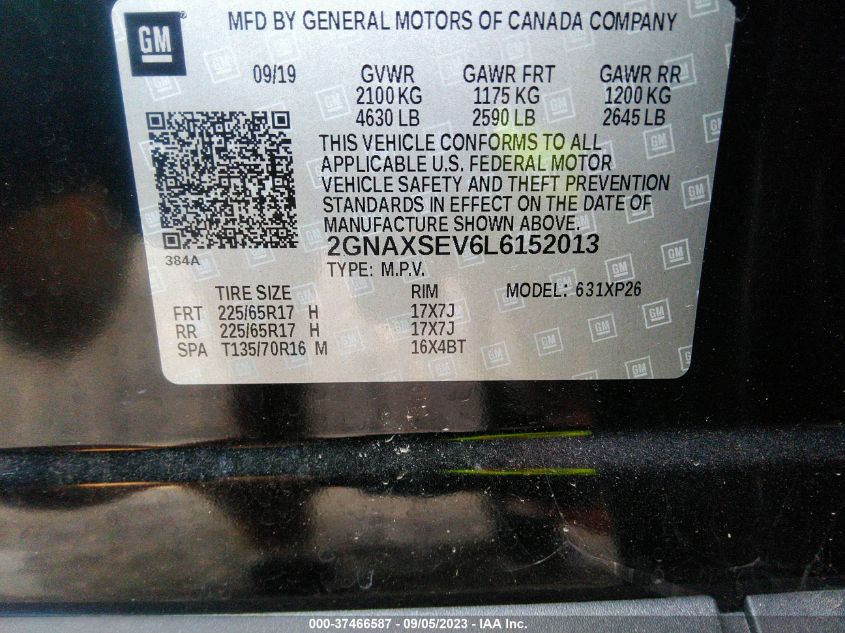 GM
MFD BY GENERAL MOTORS OF CANADA COMPANY
09/19 GVWR GAWR FRT GAWR RR
2100 KG 1175 KG 1200 KG
4630 LB 2590 LB 2645 LB
THIS VEHICLE CONFORMS TO ALL
APPLICABLE U.S. FEDERAL MOTOR
VEHICLE SAFETY AND THEFT PREVENTION
STANDARDS IN EFFECT ON THE DATE OF
MANUFACTURE SHOWN ABOVE.
384A
2GNAXSEV6L6152013
TYPE: M.P.V.
TIRE SIZE RIM MODEL: 631XP26
FRT 225/65R17 H 17X7J
RR 225/65R17 H 17X7J
SPA T135/70R16 M 16X4BT
000-37466587 - 09/05/2023 - IAA Inc.